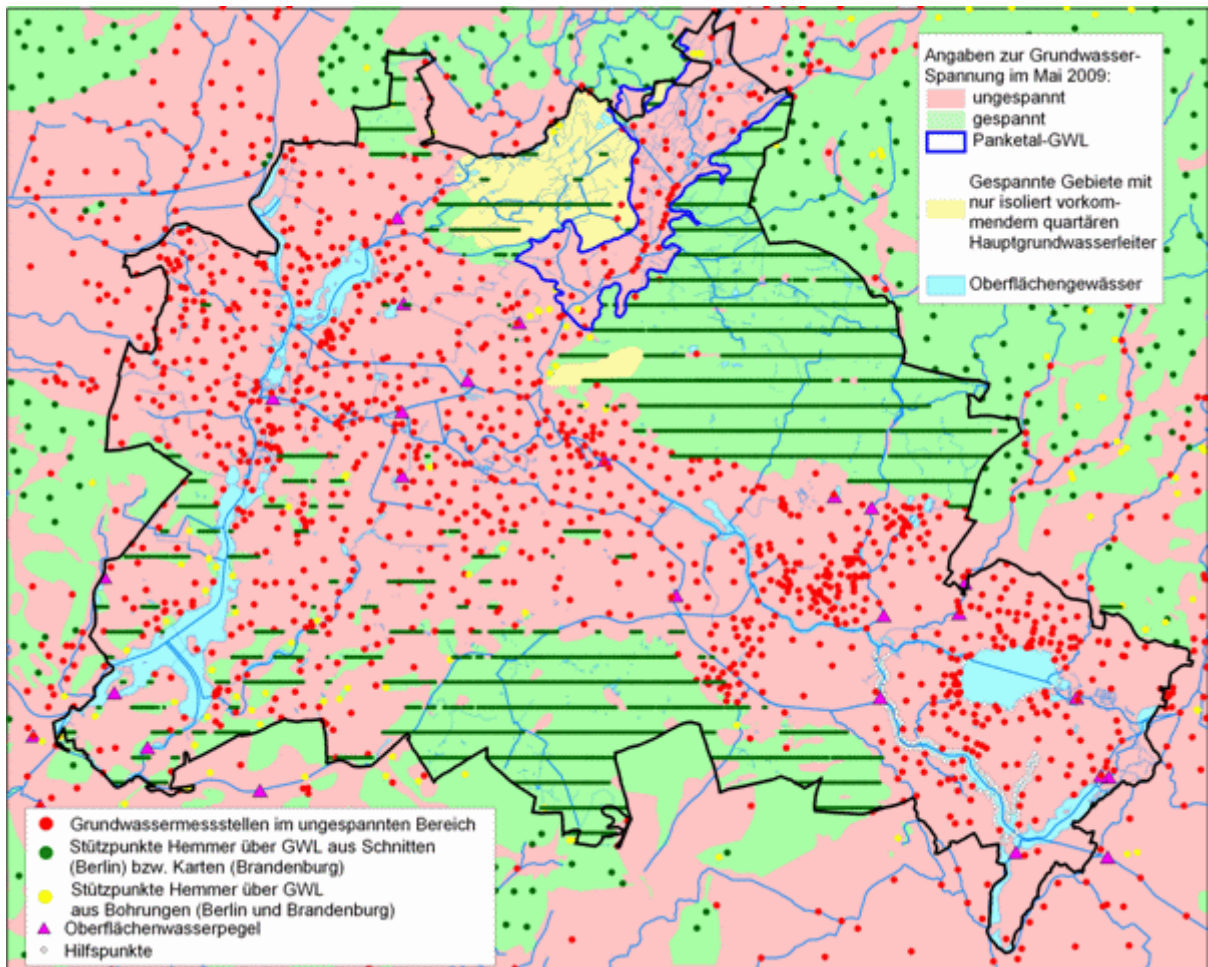 Angaben zur Grundwasser-
Spannung im Mai 2009:
ungespannt
gespannt
Panketal-GWL
Gespannte Gebiete mit
nur isoliert vorkom-
mendem quartären
Hauptgrundwasserleiter
Oberflächengewässer
Grundwassermessstellen im ungespannten Bereich
Stützpunkte Hemmer über GWL aus Schnitten
(Berlin) bzw. Karten (Brandenburg)
Stützpunkte Hemmer über GWL
aus Bohrungen (Berlin und Brandenburg)
Oberflächenwasserpegel
Hilfspunkte